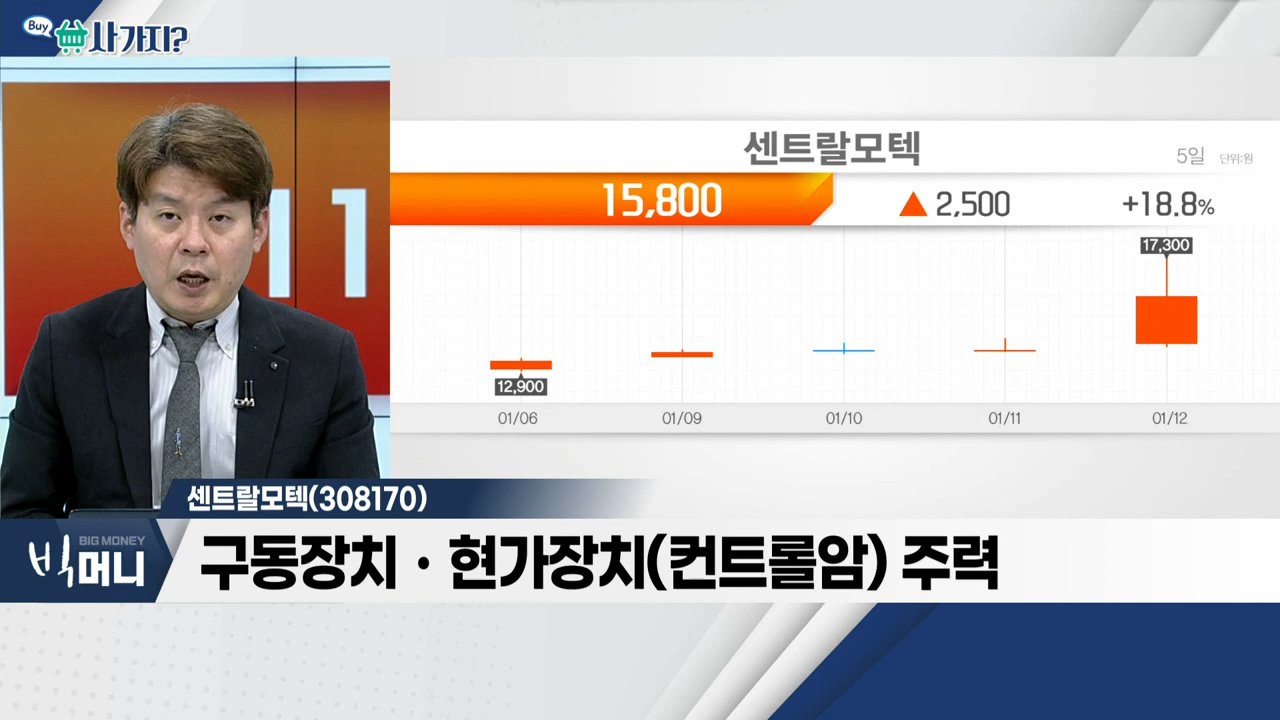 Buy 사가지?
11
센트랄모텍
5일 단위:원
15,800 ▲ 2,500 +18.8%
17,300
12,900
01/06 01/09 01/10 01/11 01/12
센트랄모텍(308170)
BIG MONEY
빅머니
구동장치 · 현가장치(컨트롤암) 주력